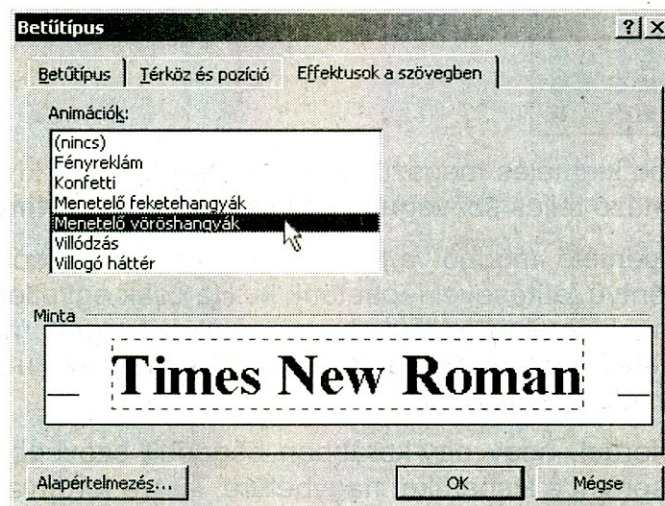 Betűtípus
Betűtípus Térköz és pozíció Effektusok a szövegben
Animációk:
(nincs)
Fényreklám
Konfetti
Menetelő feketehangyák
Menetelő vöröshangyák
Villódzás
Villogó háttér
Minta
Times New Roman
Alapértelmezés... OK Mégse